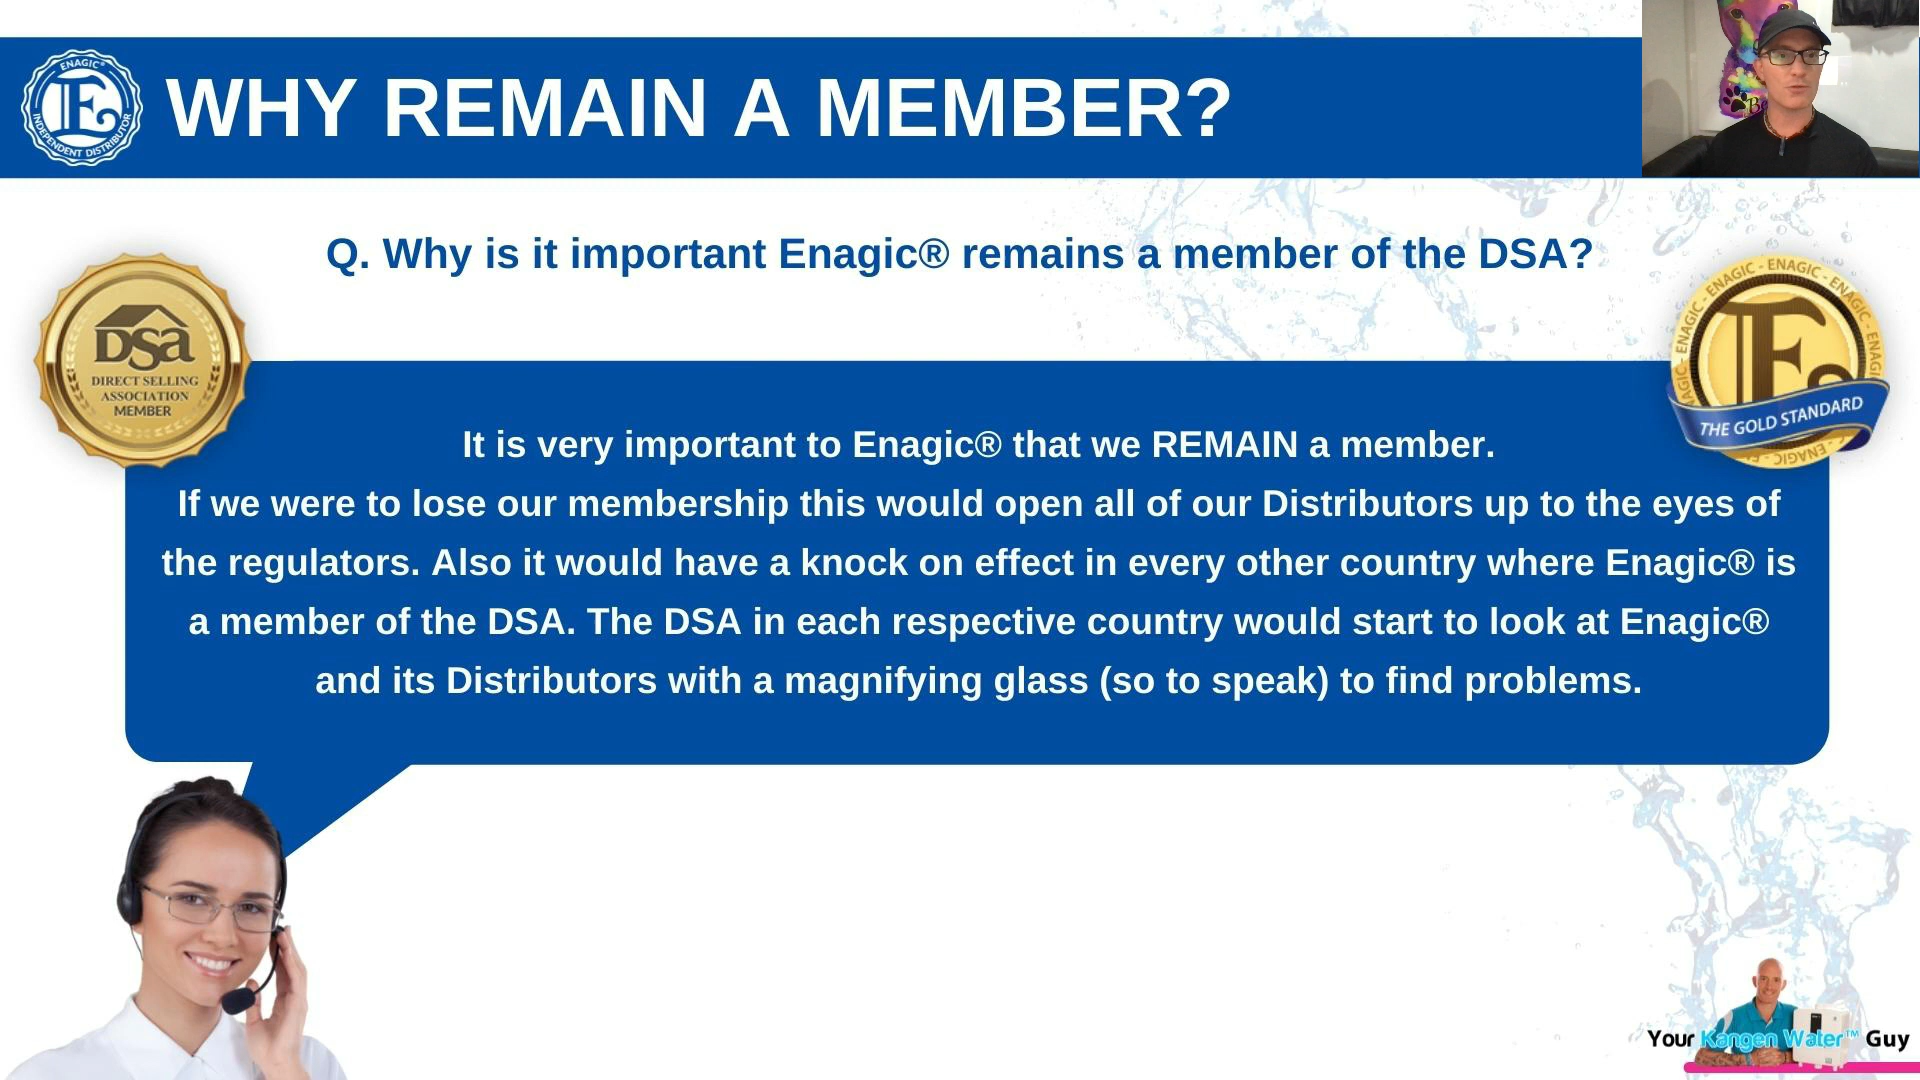 WHY REMAIN A MEMBER?
ENAGIC®
E
INDEPENDENT DISTRIBUTOR
Be
Q. Why is it important Enagic® remains a member of the DSA?
DSa
DIRECT SELLING
ASSOCIATION
MEMBER
ENAGIC - ENAGIC - ENAGIC - ENAGIC - ENAGIC
E
THE GOLD STANDARD
It is very important to Enagic® that we REMAIN a member.
If we were to lose our membership this would open all of our Distributors up to the eyes of
the regulators. Also it would have a knock on effect in every other country where Enagic® is
a member of the DSA. The DSA in each respective country would start to look at Enagic®
and its Distributors with a magnifying glass (so to speak) to find problems.
Your Kangen Water™ Guy